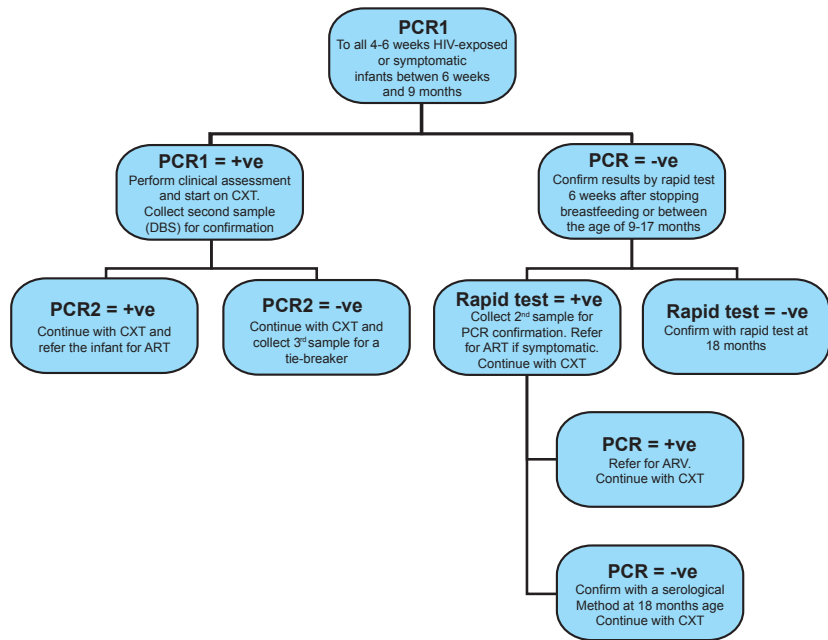 PCR1
To all 4-6 weeks HIV-exposed
or symptomatic
infants betwen 6 weeks
and 9 months
PCR1 = +ve
Perform clinical assessment
and start on CXT.
Collect second sample
(DBS) for confirmation
PCR = -ve
Confirm results by rapid test
6 weeks after stopping
breastfeeding or between
the age of 9-17 months
PCR2 = +ve
Continue with CXT and
refer the infant for ART
PCR2 = -ve
Continue with CXT and
collect 3rd sample for a
tie-breaker
Rapid test = +ve
Collect 2nd sample for
PCR confirmation. Refer
for ART if symptomatic.
Continue with CXT
Rapid test = -ve
Confirm with rapid test at
18 months
PCR = +ve
Refer for ARV.
Continue with CXT
PCR = -ve
Confirm with a serological
Method at 18 months age
Continue with CXT